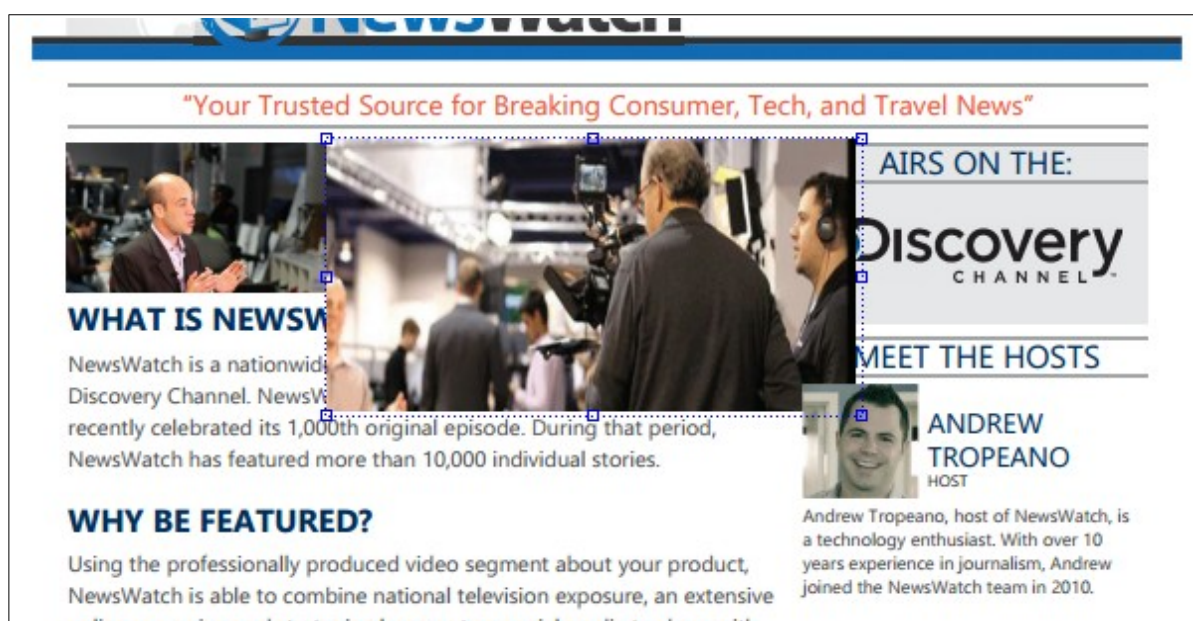 NewsWatch
“Your Trusted Source for Breaking Consumer, Tech, and Travel News”
AIRS ON THE:
Discovery
CHANNEL
WHAT IS
NewsWatch is a
Discovery Channel.
recently celebrated its 1,000th original episode. During that period,
NewsWatch has featured more than 10,000 individual stories.
WHY BE FEATURED?
Using the professionally produced video segment about your product,
NewsWatch is able to combine national television exposure, an extensive
MEET THE HOSTS
ANDREW
TROPEANO
HOST
Andrew Tropeano, host of NewsWatch, is
a technology enthusiast. With over 10
years experience in journalism, Andrew
joined the NewsWatch team in 2010.